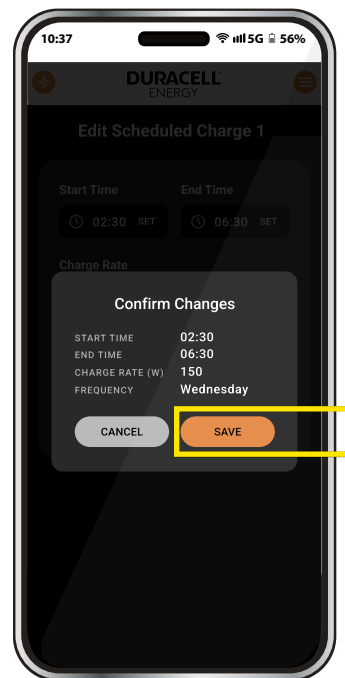 10:37 5G 56%
DURACELL
ENERGY
Edit Scheduled Charge 1
Start Time End Time
02:30 SET 06:30 SET
Charge Rate
Confirm Changes
START TIME 02:30
END TIME 06:30
CHARGE RATE (W) 150
FREQUENCY Wednesday
CANCEL SAVE